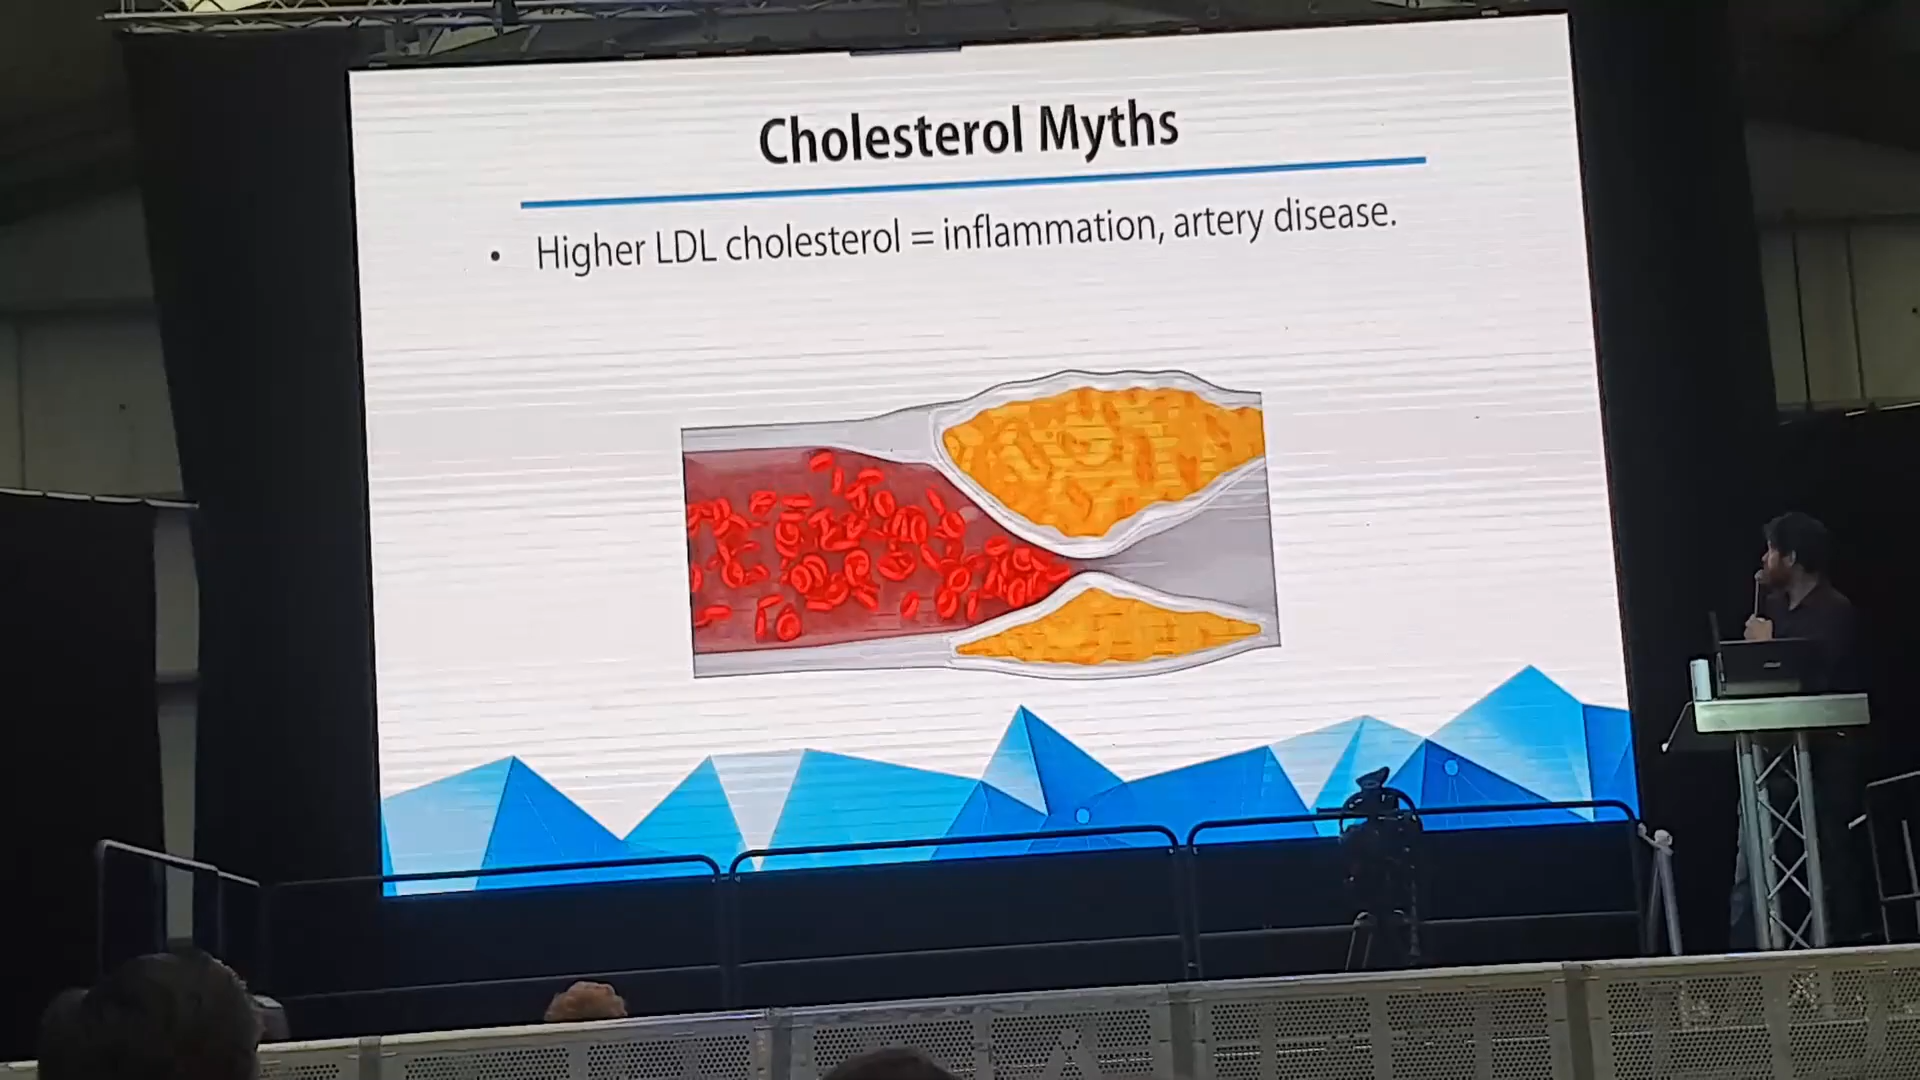 Cholesterol Myths
• Higher LDL cholesterol = inflammation, artery disease.